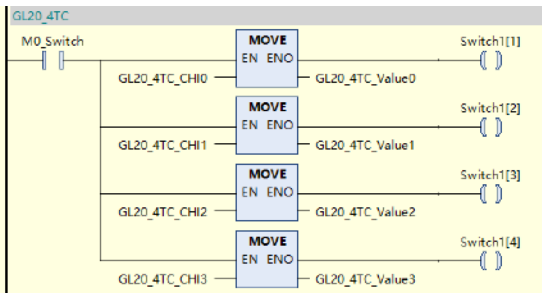 GL20_4TC
M0_Switch MOVE Switch1[1]
EN ENO
GL20_4TC_CHI0 GL20_4TC_Value0
MOVE Switch1[2]
EN ENO
GL20_4TC_CHI1 GL20_4TC_Value1
MOVE Switch1[3]
EN ENO
GL20_4TC_CHI2 GL20_4TC_Value2
MOVE Switch1[4]
EN ENO
GL20_4TC_CHI3 GL20_4TC_Value3